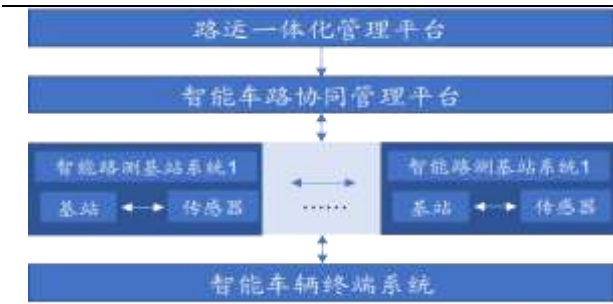 路运一体化管理平台
智能车路协同管理平台
智能路测基站系统1
智能路测基站系统1
基站
传感器
......
基站
传感器
智能车辆终端系统